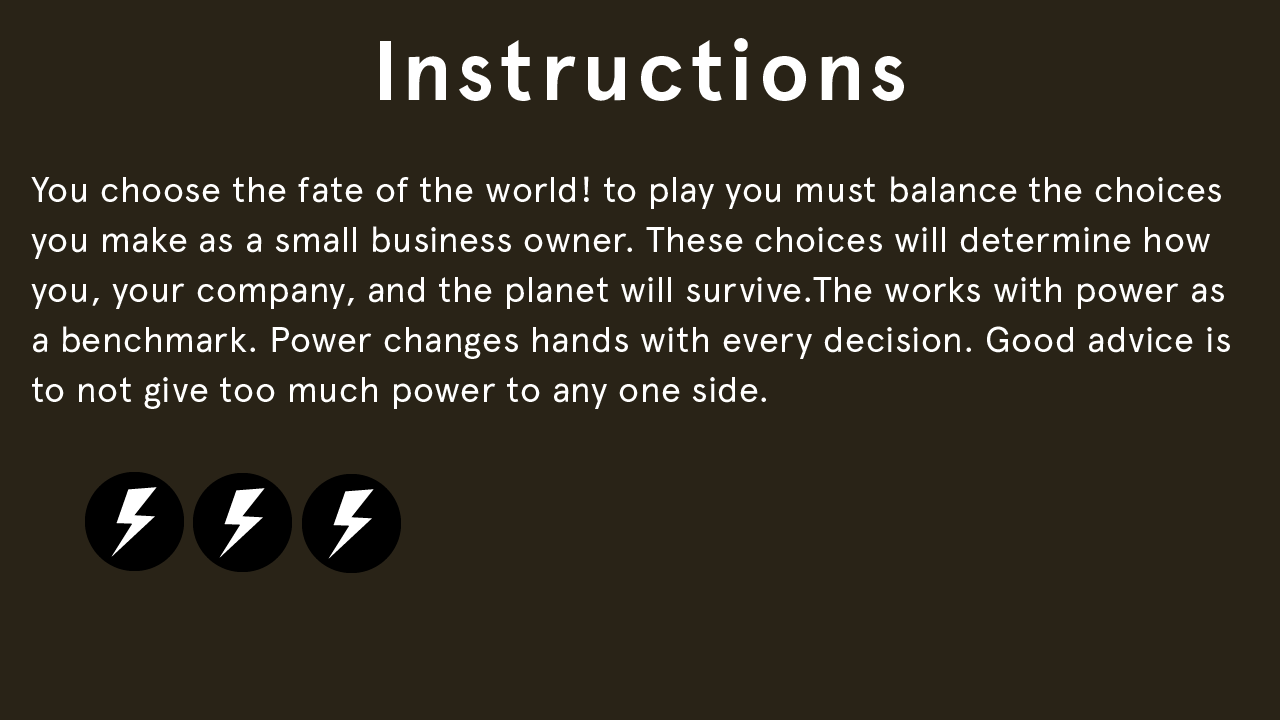 Instructions
You choose the fate of the world! to play you must balance the choices
you make as a small business owner. These choices will determine how
you, your company, and the planet will survive.The works with power as
a benchmark. Power changes hands with every decision. Good advice is
to not give too much power to any one side.